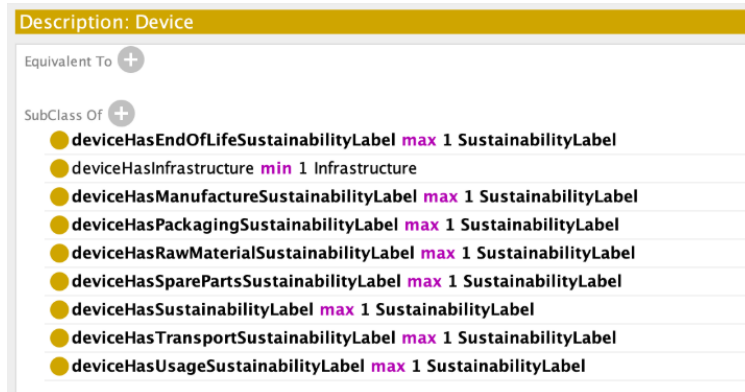 Description: Device
Equivalent To
SubClass Of
deviceHasEndOfLifeSustainabilityLabel max 1 SustainabilityLabel
deviceHasInfrastructure min 1 Infrastructure
deviceHasManufactureSustainabilityLabel max 1 SustainabilityLabel
deviceHasPackagingSustainabilityLabel max 1 SustainabilityLabel
deviceHasRawMaterialSustainabilityLabel max 1 SustainabilityLabel
deviceHasSparePartsSustainabilityLabel max 1 SustainabilityLabel
deviceHasSustainabilityLabel max 1 SustainabilityLabel
deviceHasTransportSustainabilityLabel max 1 SustainabilityLabel
deviceHasUsageSustainabilityLabel max 1 SustainabilityLabel